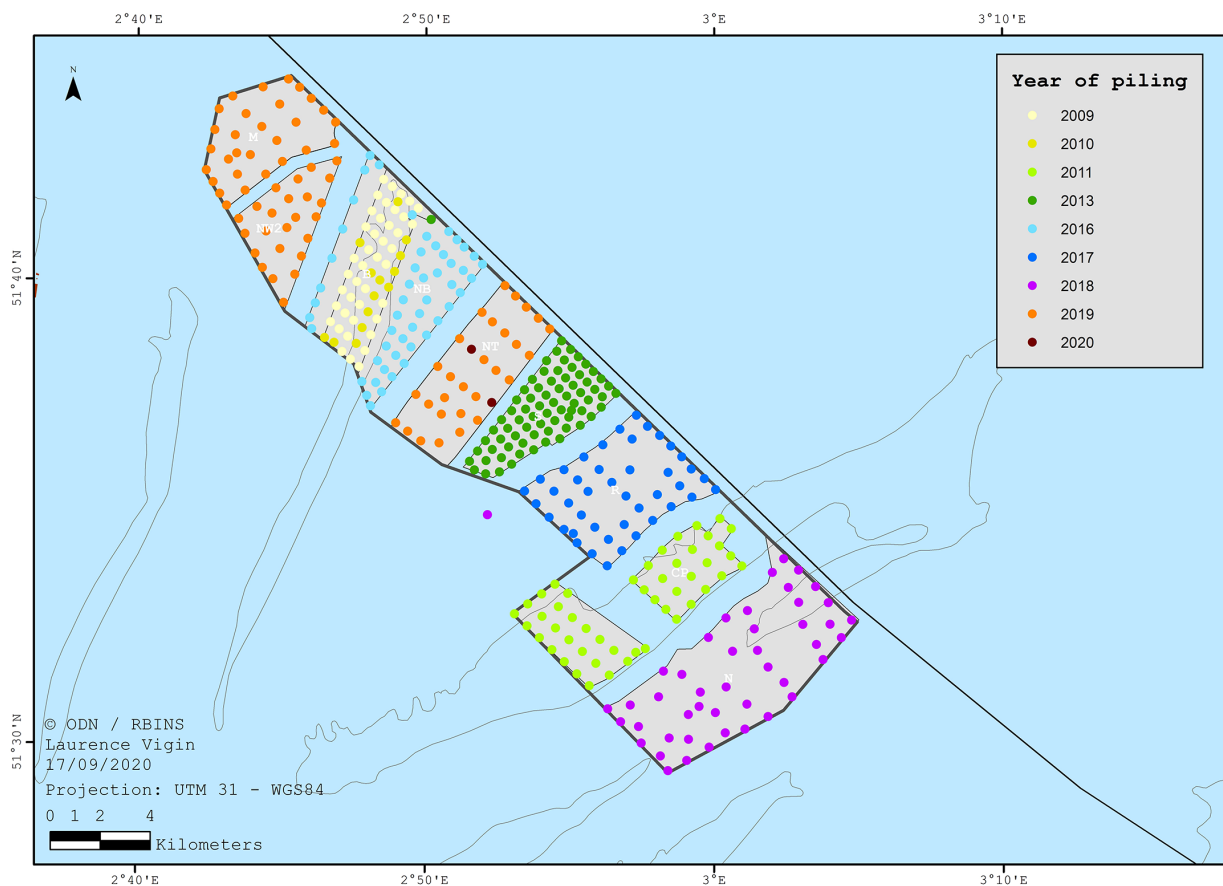 2°40'E 2°50'E 3°E 3°10'E
N
Year of piling
2009
2010
2011
2013
2016
2017
2018
2019
2020
M
NW2
B
NB
NT
S
R
CP
N
51°40'N
51°30'N
© ODN / RBINS
Laurence Vigin
17/09/2020
Projection: UTM 31 - WGS84
0 1 2 4
Kilometers
2°40'E 2°50'E 3°E 3°10'E